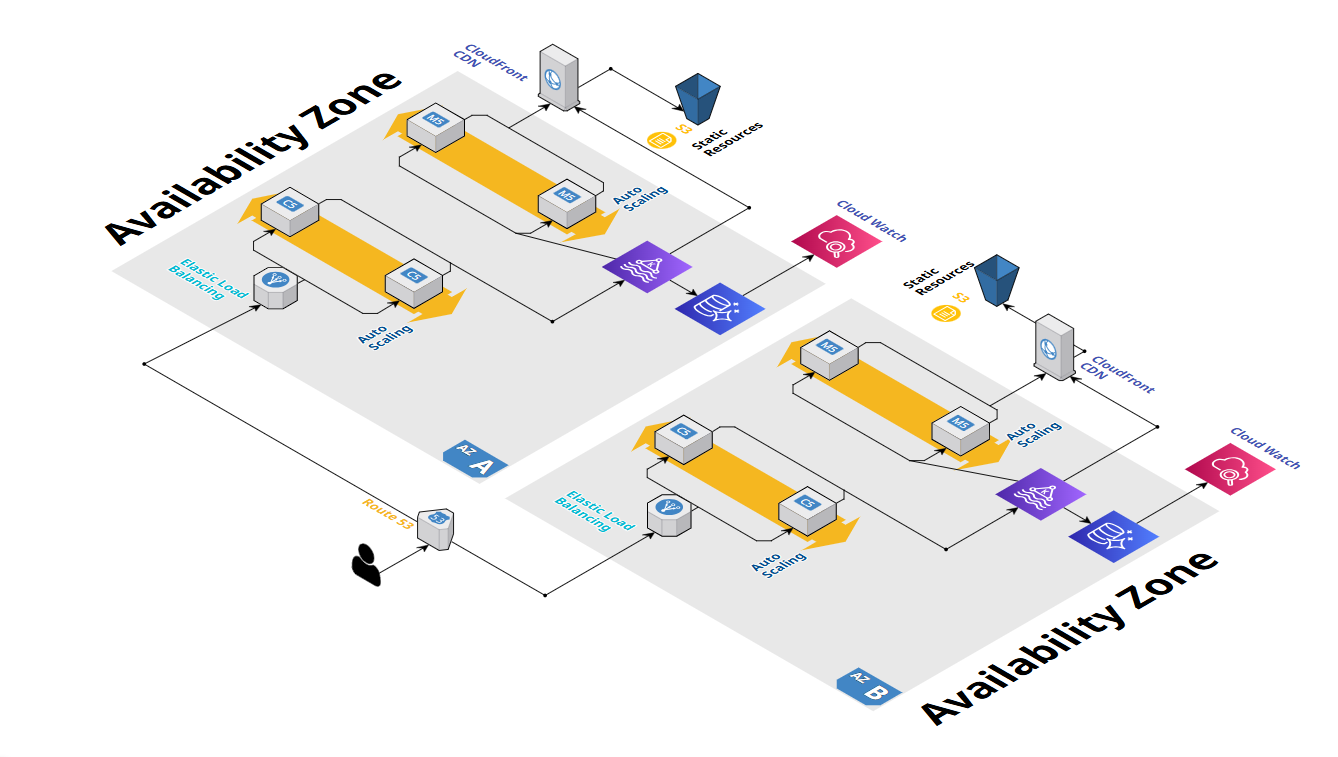 CloudFront
CDN
Availability Zone
M5
S3
Static
Resources
M5
Auto
Scaling
C5
Cloud Watch
Elastic Load
Balancing
C5
Auto
Scaling
AZ
A
Static
Resources
S3
M5
CloudFront
CDN
M5
Auto
Scaling
C5
Cloud Watch
Elastic Load
Balancing
C5
Auto
Scaling
Route 53
53
AZ
B
Availability Zone